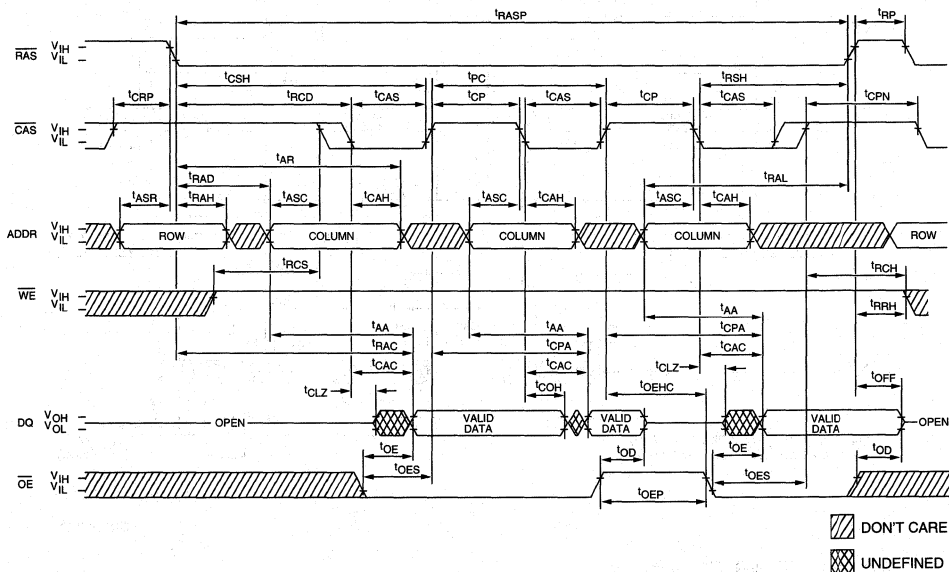 tRASP
tRP
RAS VIH VIL
tCSH
tPC
tRSH
tCRP
tRCD
tCAS
tCP
tCAS
tCP
tCAS
tCPN
CAS VIH VIL
tAR
tRAD
tRAL
tASR
tRAH
tASC
tCAH
tASC
tCAH
tASC
tCAH
ADDR VIH VIL
ROW
COLUMN
COLUMN
COLUMN
ROW
tRCS
tRCH
WE VIH VIL
tRRH
tAA
tAA
tAA
tRAC
tCPA
tCPA
tCAC
tCAC
tCLZ
tCAC
tCLZ
tCOH
tOEHC
tOFF
DQ VOH VOL
OPEN
VALID DATA
VALID DATA
VALID DATA
OPEN
tOE
tOES
tOD
tOE
tOES
tOD
OE VIH VIL
tOEP
DON'T CARE
UNDEFINED